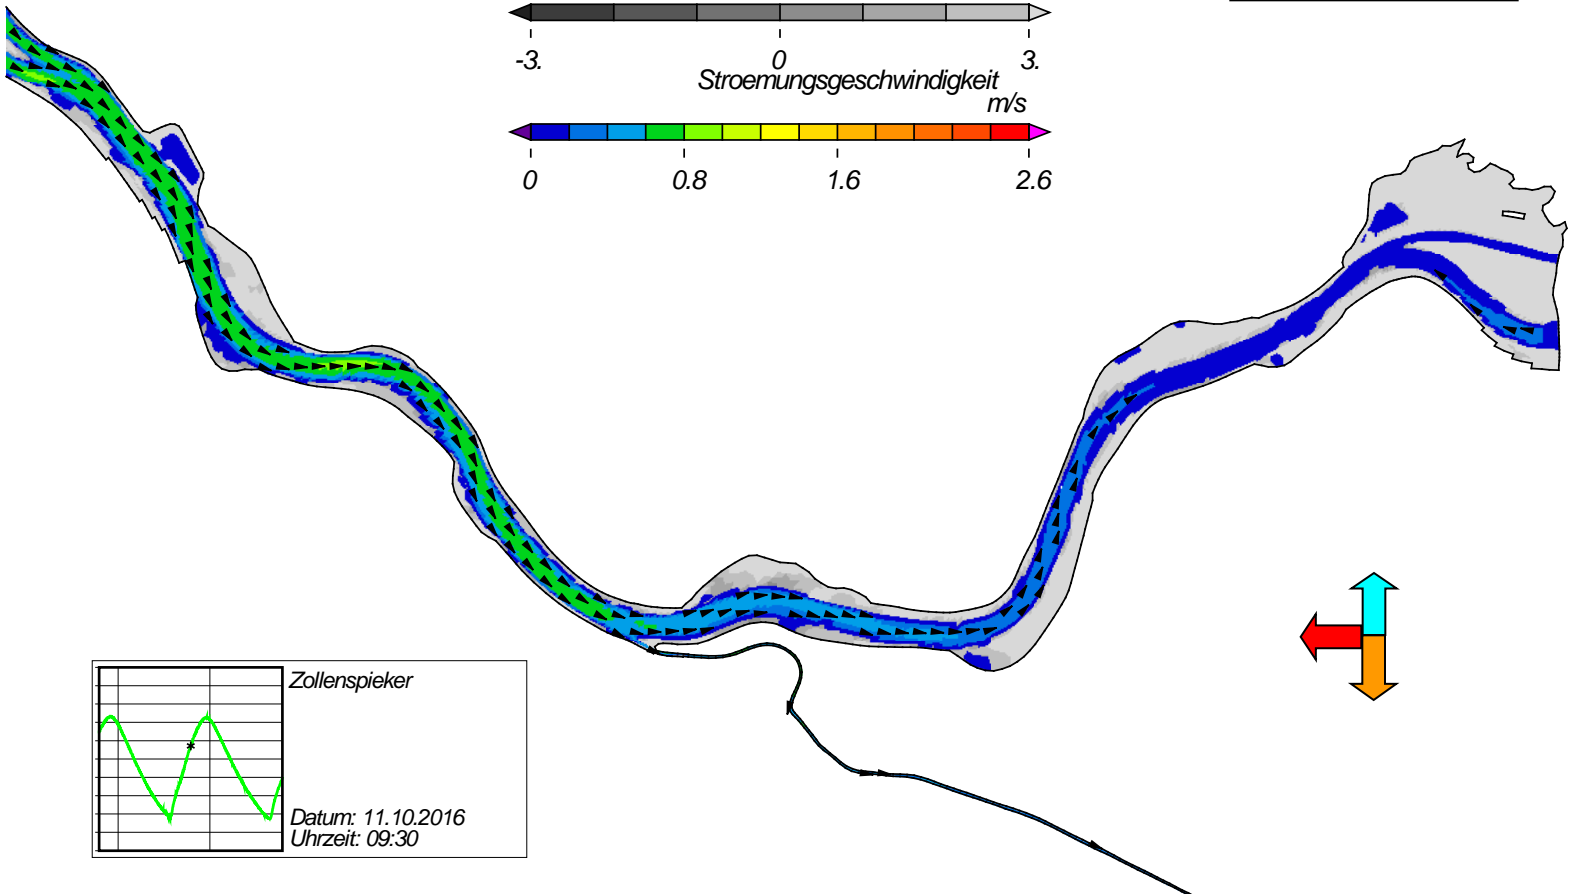 -3. 0 3.
Stroemungsgeschwindigkeit
m/s
0 0.8 1.6 2.6
Zollenspieker
Datum: 11.10.2016
Uhrzeit: 09:30